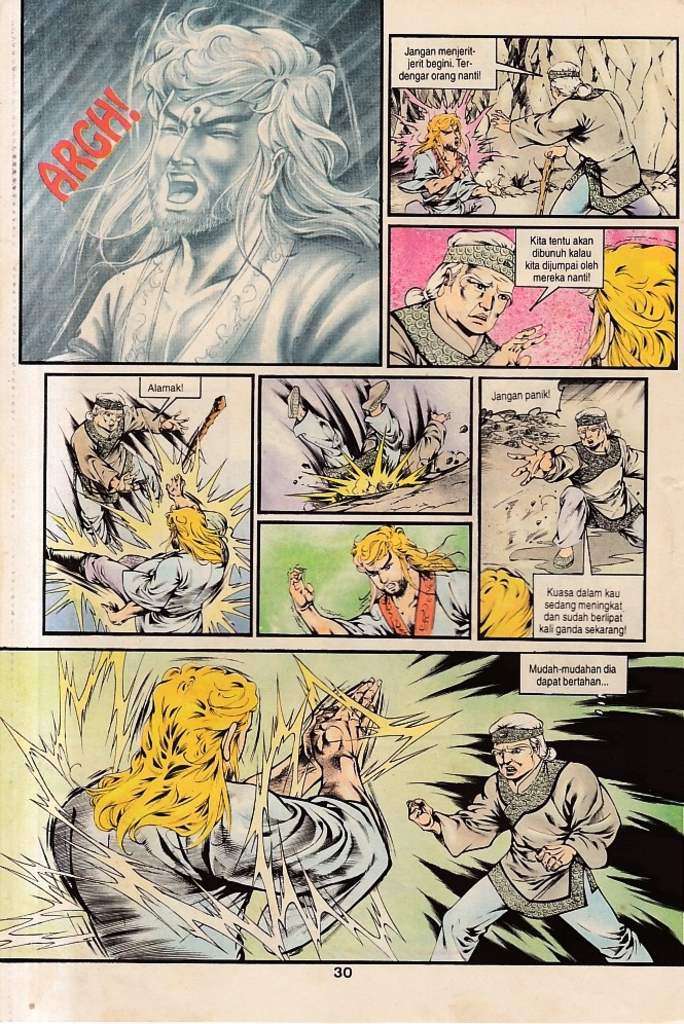 ARGH!
Jangan menjerit-
jerit begini. Ter-
dengar orang nanti!
Kita tentu akan
dibunuh kalau
kita dijumpai oleh
mereka nanti!
Alamak!
Jangan panik!
Kuasa dalam kau
sedang meningkat
dan sudah berlipat
kali ganda sekarang!
Mudah-mudahan dia
dapat bertahan...
30